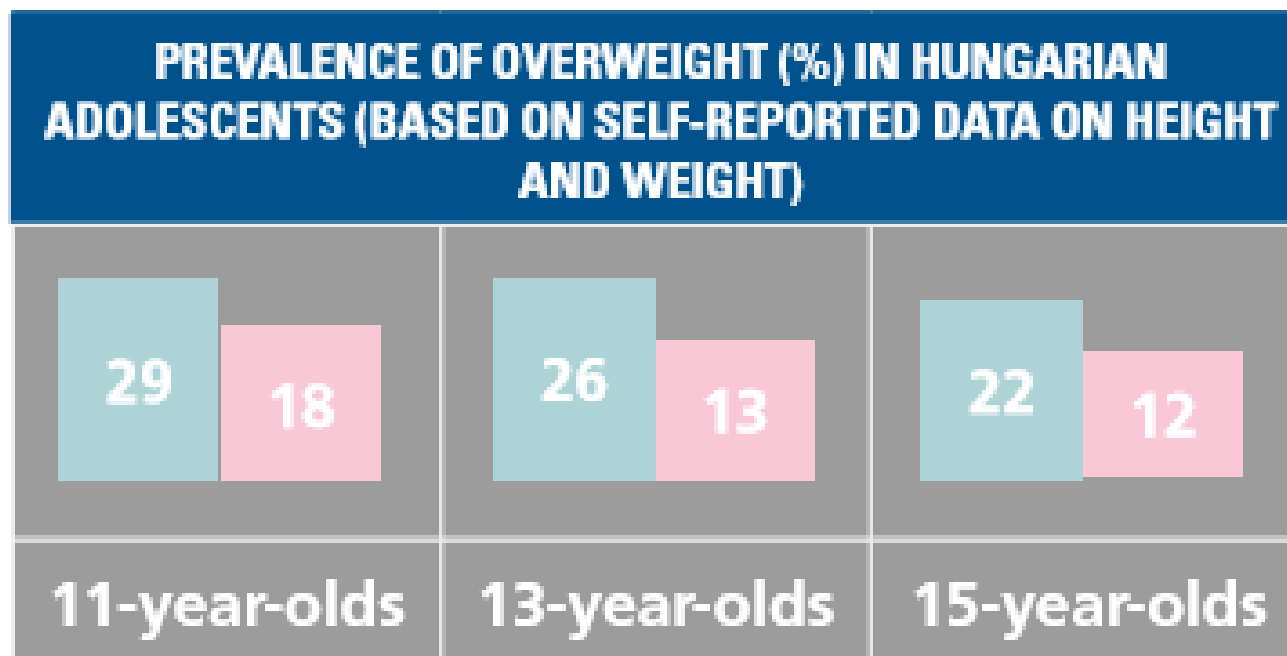 PREVALENCE OF OVERWEIGHT (%) IN HUNGARIAN
ADOLESCENTS (BASED ON SELF-REPORTED DATA ON HEIGHT
AND WEIGHT)
29 18 26 13 22 12
11-year-olds 13-year-olds 15-year-olds